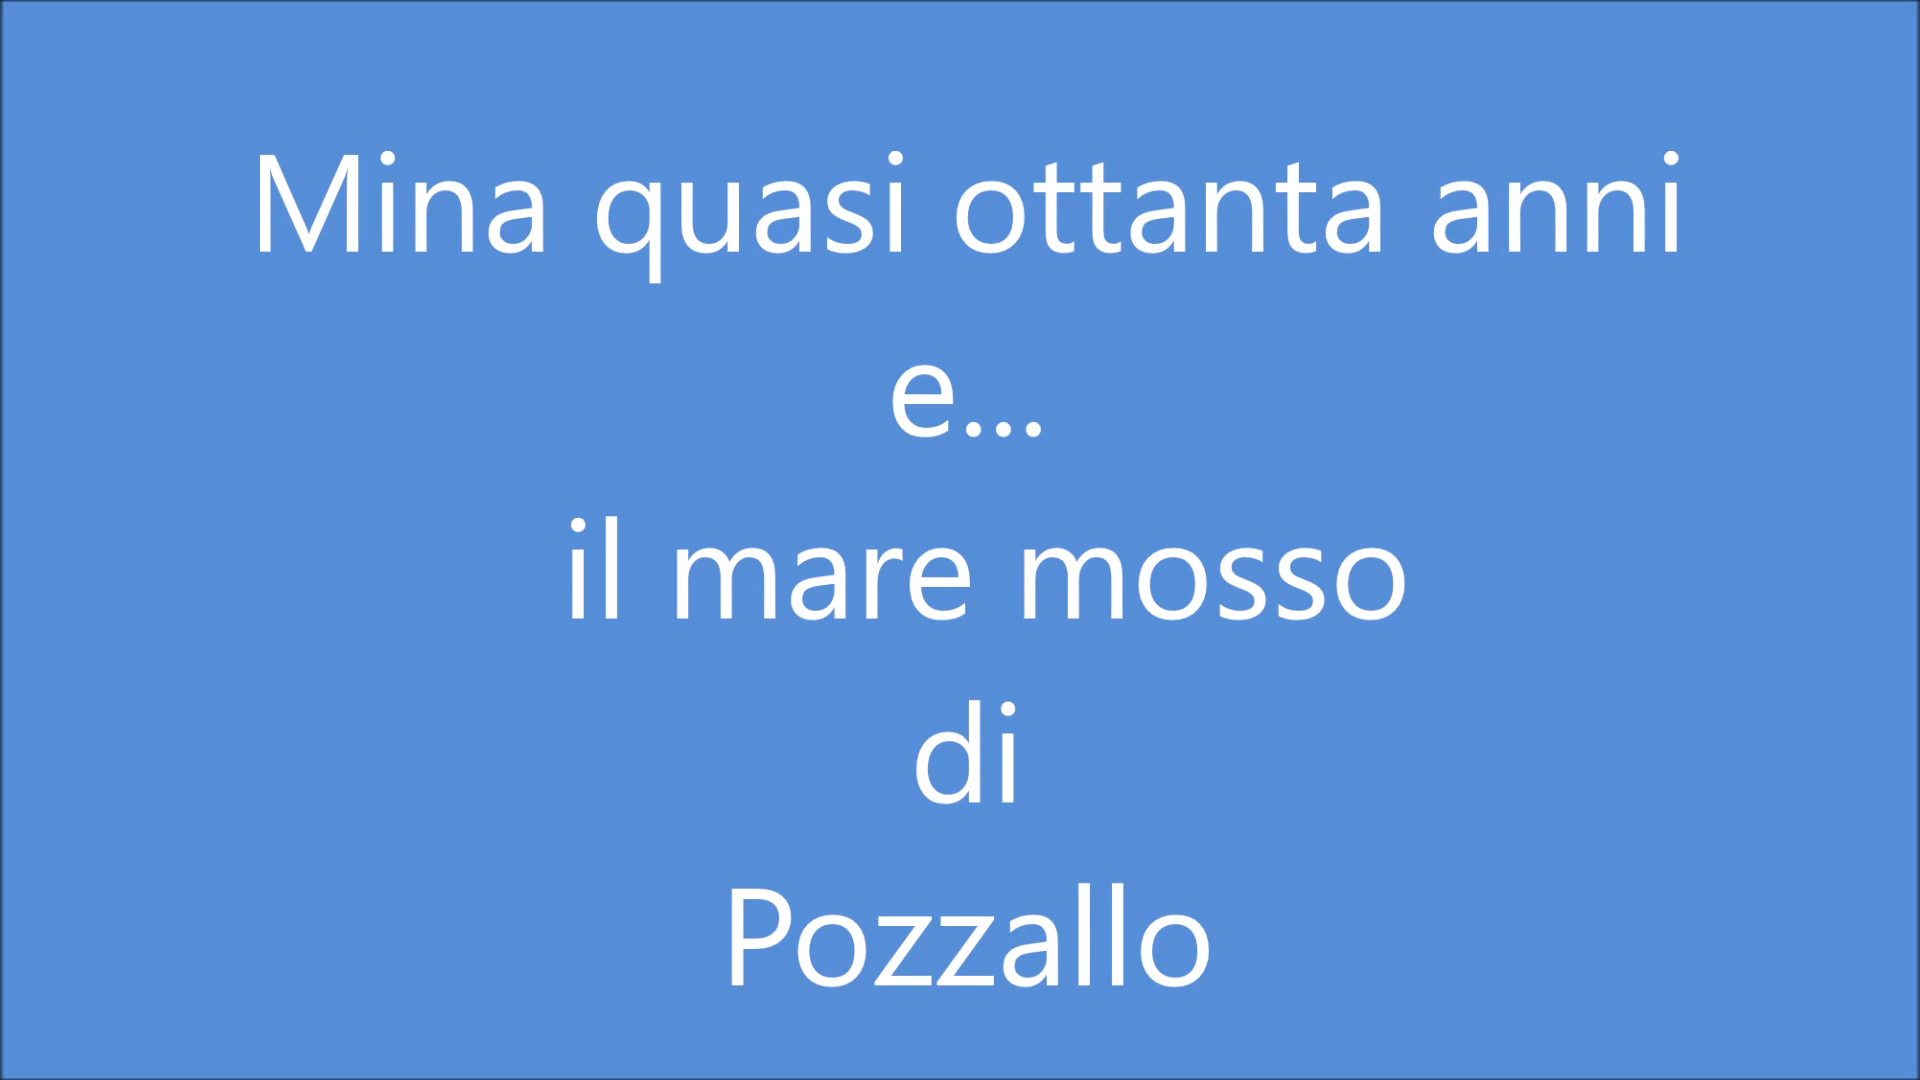 Mina quasi ottanta anni
e...
il mare mosso
di
Pozzallo